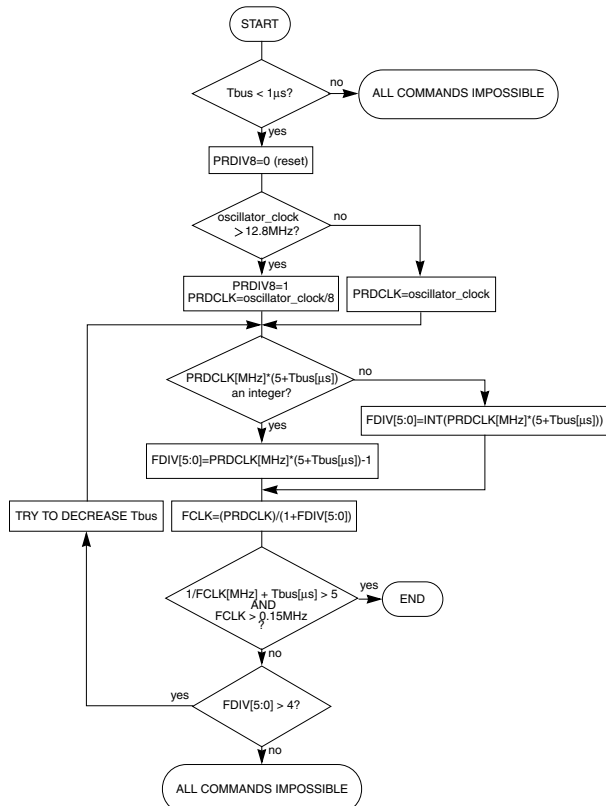 START
Tbus < 1μs?
no
ALL COMMANDS IMPOSSIBLE
yes
PRDIV8=0 (reset)
oscillator_clock
> 12.8MHz?
no
yes
PRDIV8=1
PRDCLK=oscillator_clock/8
PRDCLK=oscillator_clock
PRDCLK[MHz]*(5+Tbus[μs])
an integer?
no
yes
FDIV[5:0]=INT(PRDCLK[MHz]*(5+Tbus[μs]))
FDIV[5:0]=PRDCLK[MHz]*(5+Tbus[μs])-1
TRY TO DECREASE Tbus
FCLK=(PRDCLK)/(1+FDIV[5:0])
1/FCLK[MHz] + Tbus[μs] > 5
AND
FCLK > 0.15MHz
?
yes
END
no
yes
FDIV[5:0] > 4?
no
ALL COMMANDS IMPOSSIBLE